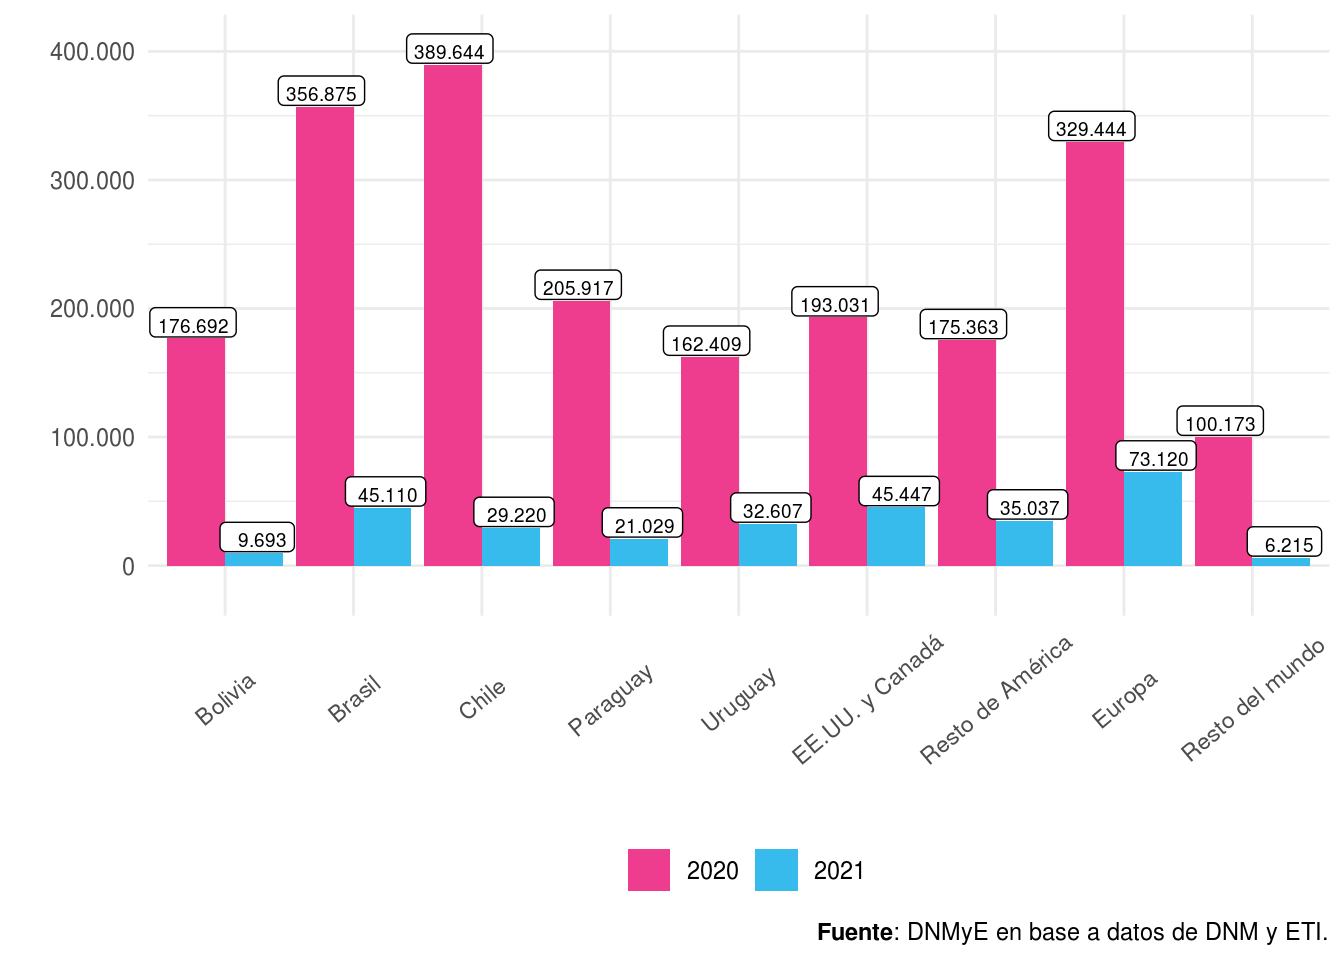 400.000
300.000
200.000
100.000
0
176.692
9.693
356.875
45.110
389.644
29.220
205.917
21.029
162.409
32.607
193.031
45.447
175.363
35.037
329.444
73.120
100.173
6.215
Bolivia
Brasil
Chile
Paraguay
Uruguay
EE.UU. y Canadá
Resto de América
Europa
Resto del mundo
2020
2021
Fuente: DNMyE en base a datos de DNM y ETI.